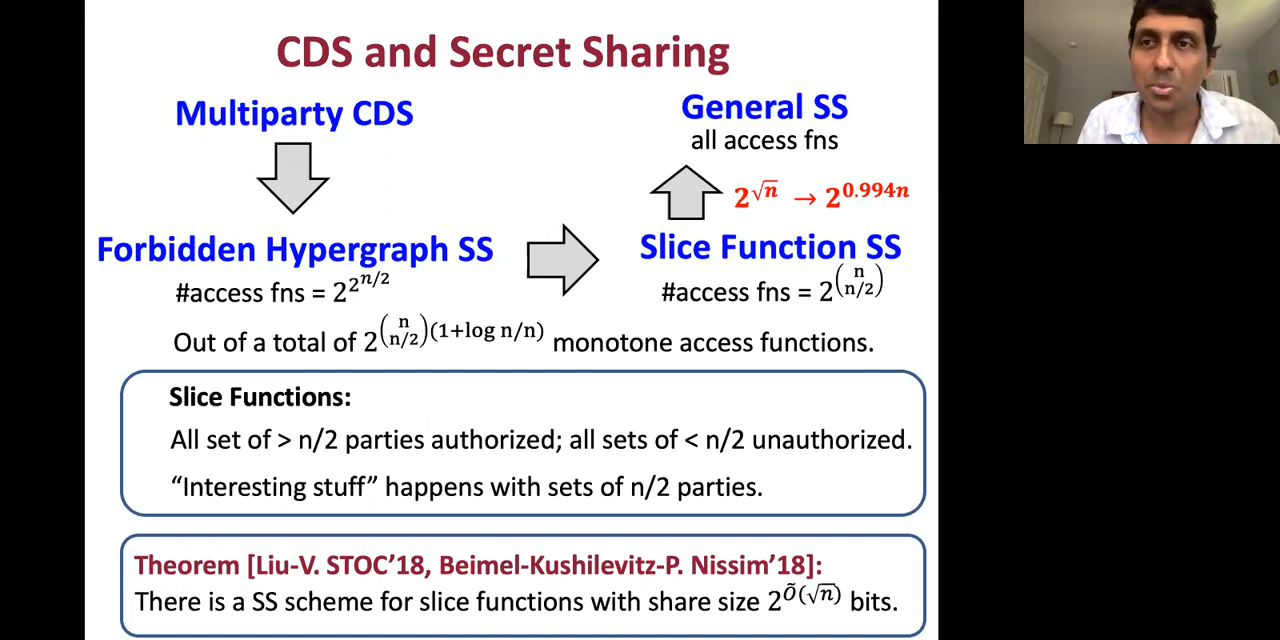 CDS and Secret Sharing
Multiparty CDS
General SS
all access fns
2^{√n} → 2^{0.994n}
Forbidden Hypergraph SS
Slice Function SS
#access fns = 2^{2^{n/2}}
#access fns = 2^{(n n/2)}
Out of a total of 2^{(n n/2)(1+log n/n)} monotone access functions.
Slice Functions:
All set of > n/2 parties authorized; all sets of < n/2 unauthorized.
“Interesting stuff” happens with sets of n/2 parties.
Theorem [Liu-V. STOC’18, Beimel-Kushilevitz-P. Nissim’18]:
There is a SS scheme for slice functions with share size 2^{Õ(√n)} bits.